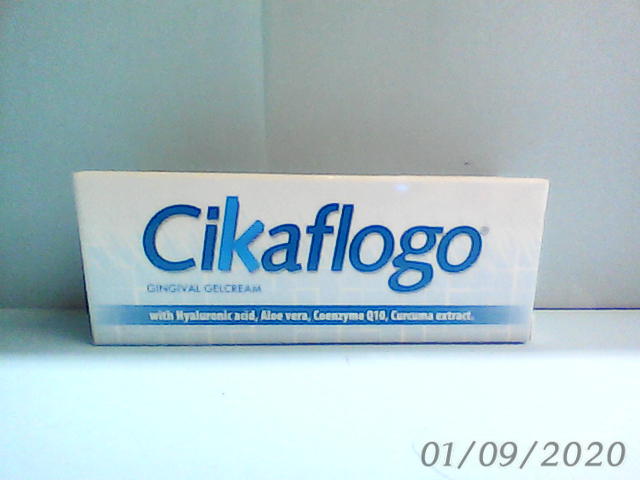 Cikaflogo®
GINGIVAL GELCREAM
with Hyaluronic acid, Aloe vera, Coenzyme Q10, Curcuma extract.
01/09/2020